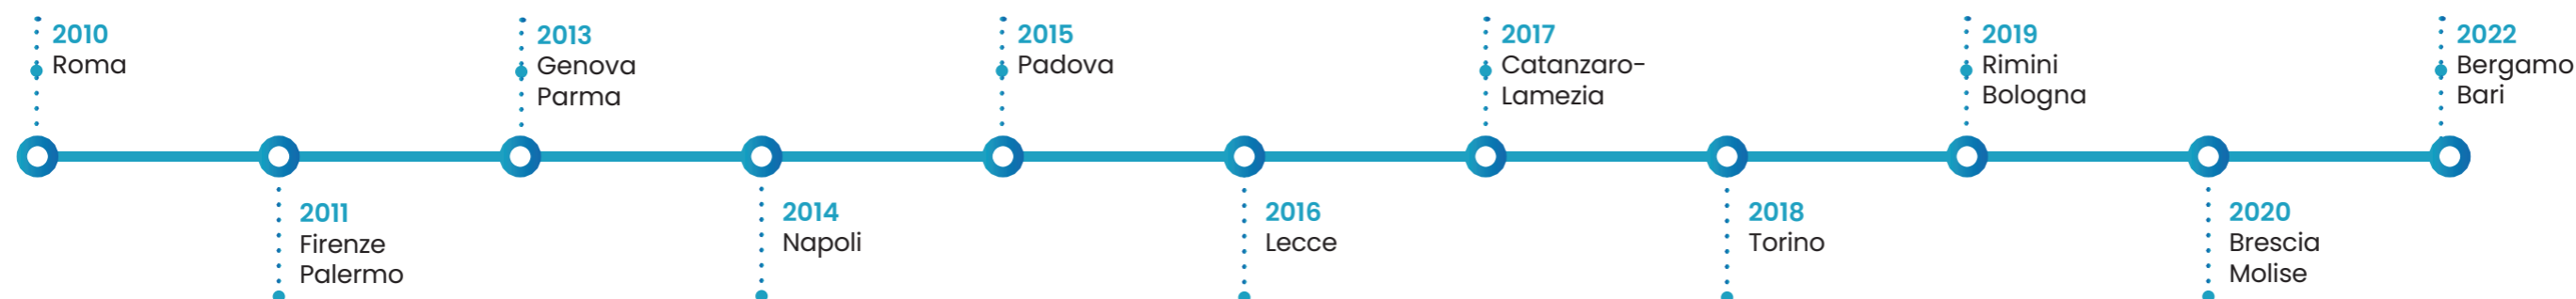 2010
Roma
2011
Firenze
Palermo
2013
Genova
Parma
2014
Napoli
2015
Padova
2016
Lecce
2017
Catanzaro-
Lamezia
2018
Torino
2019
Rimini
Bologna
2020
Brescia
Molise
2022
Bergamo
Bari